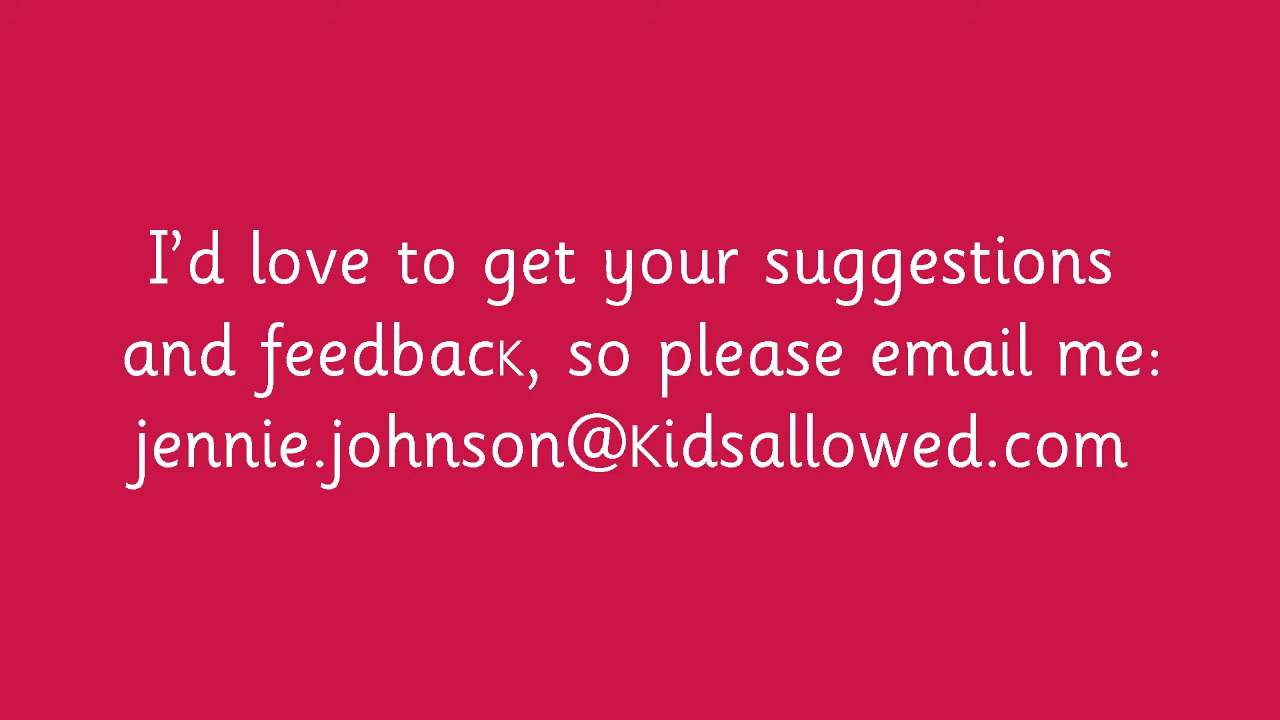 I’d love to get your suggestions
and feedback, so please email me:
jennie.johnson@Kidsallowed.com